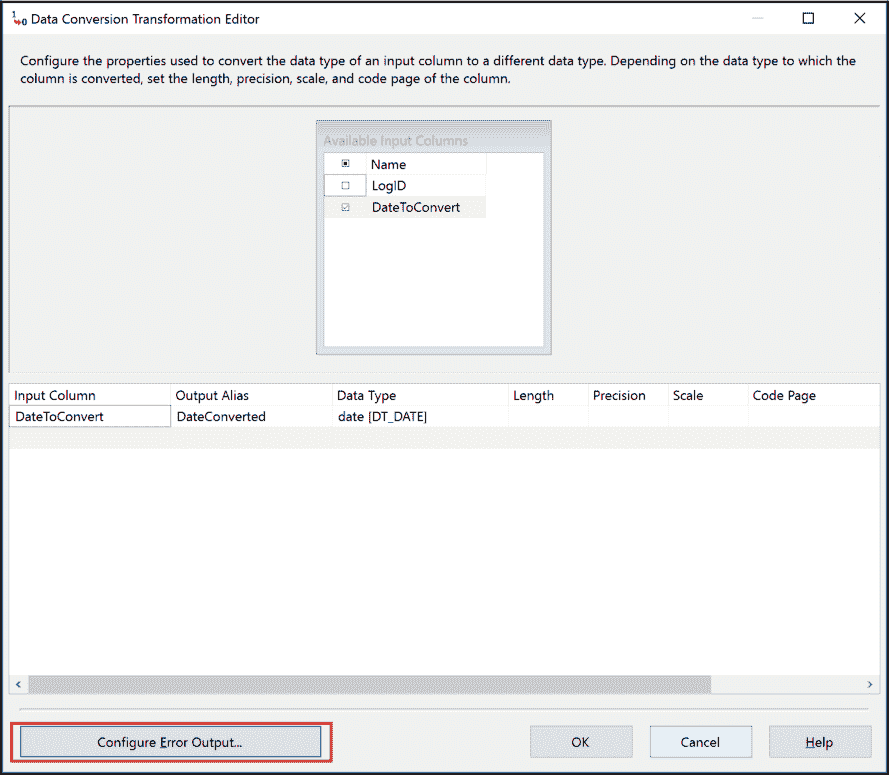 Data Conversion Transformation Editor
Configure the properties used to convert the data type of an input column to a different data type. Depending on the data type to which the
column is converted, set the length, precision, scale, and code page of the column.
Available Input Columns
Name
LogID
DateToConvert
Input Column Output Alias Data Type Length Precision Scale Code Page
DateToConvert DateConverted date [DT_DATE]
Configure Error Output... OK Cancel Help